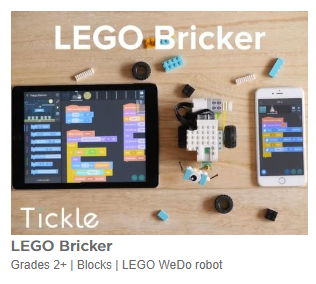 LEGO Bricker
Tickle
LEGO Bricker
Grades 2+ | Blocks | LEGO WeDo robot